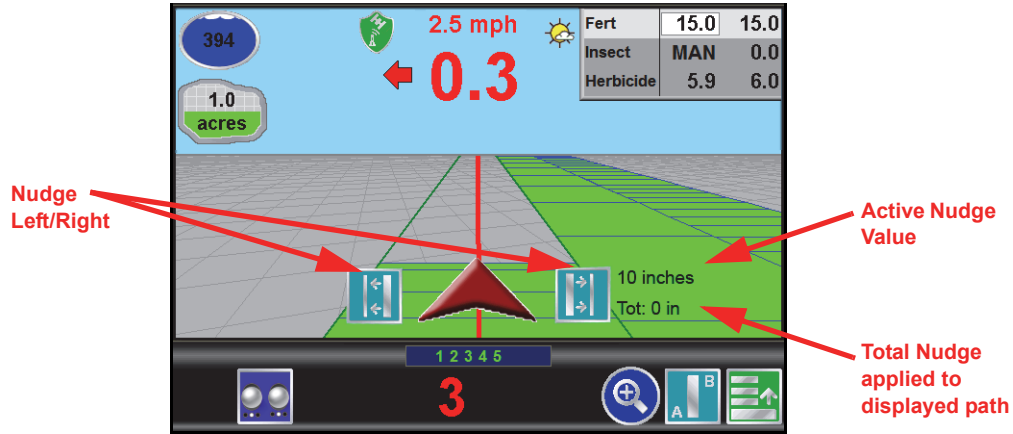 394
2.5 mph
0.3
Fert 15.0 15.0
Insect MAN 0.0
Herbicide 5.9 6.0
1.0
acres
Nudge
Left/Right
Active Nudge
Value
10 inches
Tot: 0 in
Total Nudge
applied to
displayed path
1 2 3 4 5
3
A B